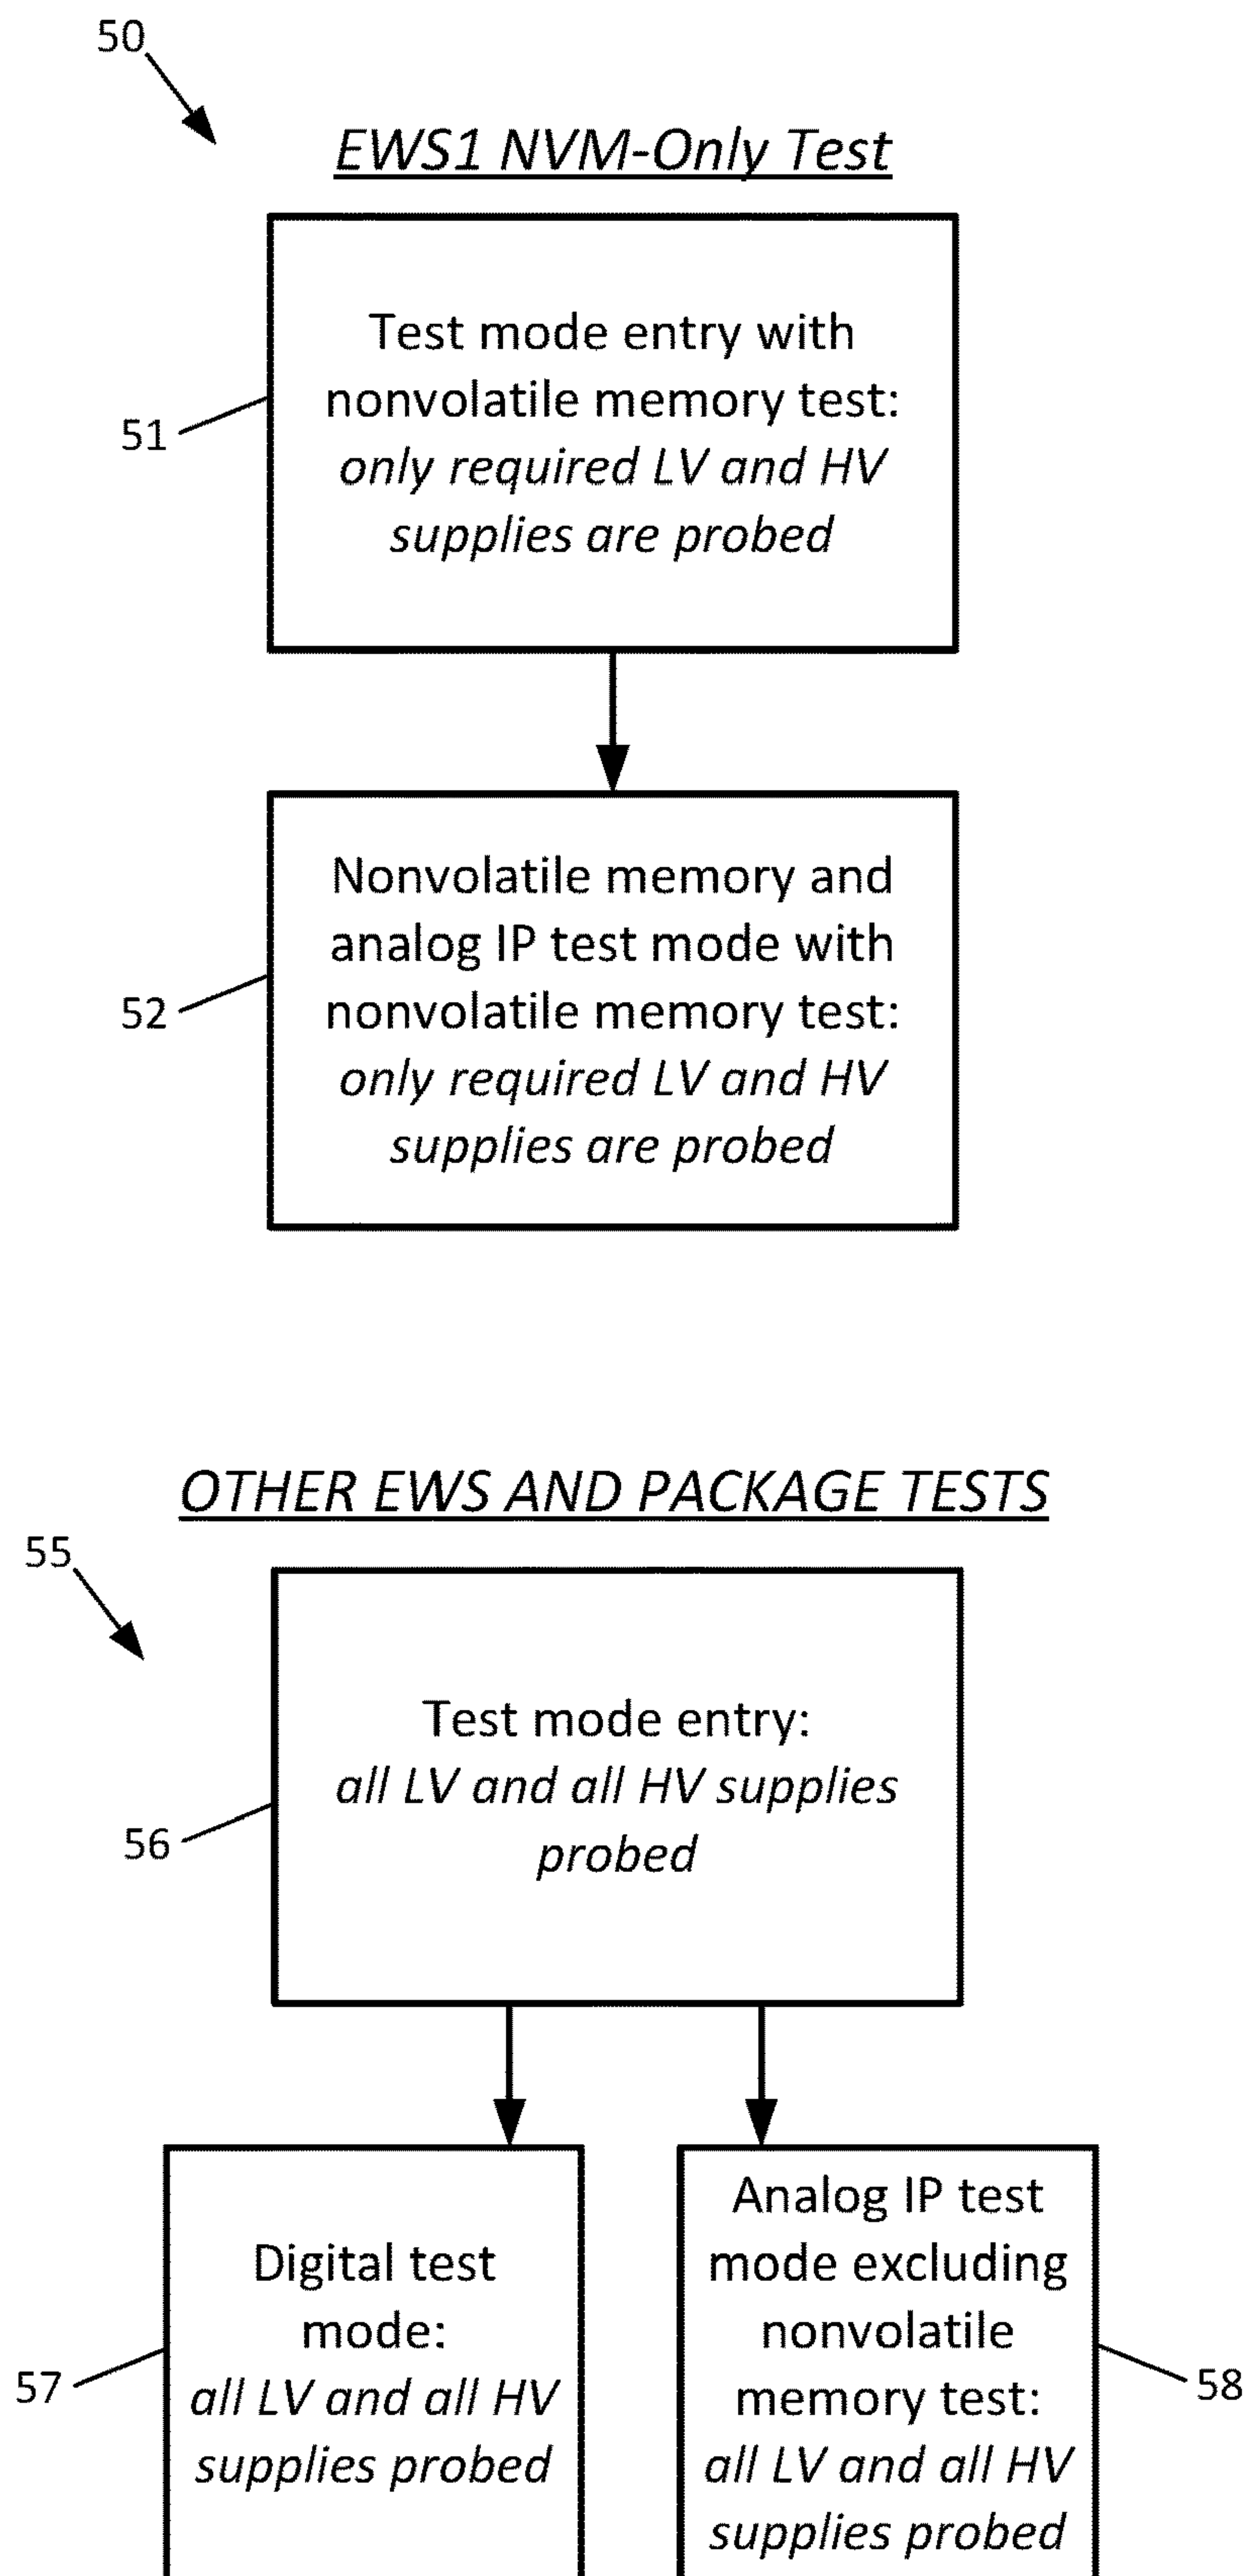 50
EWS1 NVM-Only Test
Test mode entry with
nonvolatile memory test:
only required LV and HV
supplies are probed
51
Nonvolatile memory and
analog IP test mode with
nonvolatile memory test:
only required LV and HV
supplies are probed
52
OTHER EWS AND PACKAGE TESTS
55
Test mode entry:
all LV and all HV supplies
probed
56
Digital test
mode:
all LV and all HV
supplies probed
57
Analog IP test
mode excluding
nonvolatile
memory test:
all LV and all HV
supplies probed
58